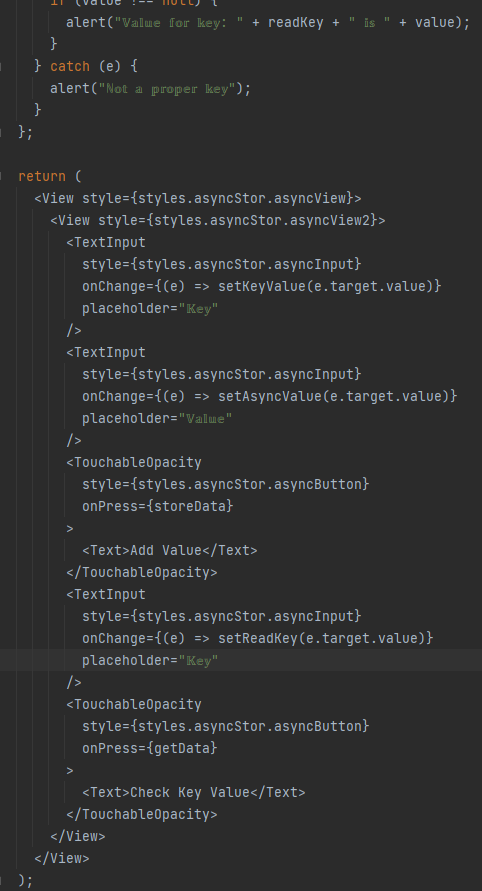 if (value !== null) {
alert("Value for key: " + readKey + " is " + value);
}
} catch (e) {
alert("Not a proper key");
}
};
return (
<View style={styles.asyncStor.asyncView}>
<View style={styles.asyncStor.asyncView2}>
<TextInput
style={styles.asyncStor.asyncInput}
onChange={(e) => setKeyValue(e.target.value)}
placeholder="Key"
/>
<TextInput
style={styles.asyncStor.asyncInput}
onChange={(e) => setAsyncValue(e.target.value)}
placeholder="Value"
/>
<TouchableOpacity
style={styles.asyncStor.asyncButton}
onPress={storeData}
>
<Text>Add Value</Text>
</TouchableOpacity>
<TextInput
style={styles.asyncStor.asyncInput}
onChange={(e) => setReadKey(e.target.value)}
placeholder="Key"
/>
<TouchableOpacity
style={styles.asyncStor.asyncButton}
onPress={getData}
>
<Text>Check Key Value</Text>
</TouchableOpacity>
</View>
</View>
);